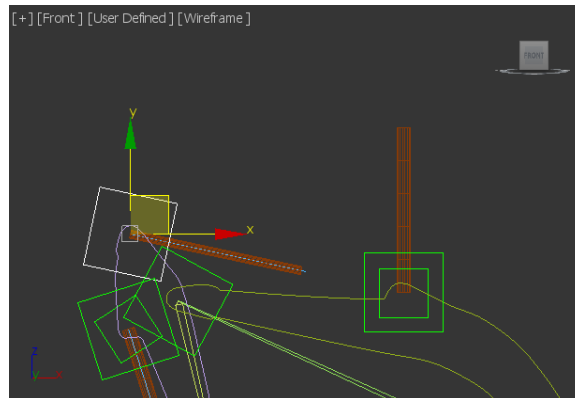 [+] [Front ] [User Defined ] [Wireframe ]
FRONT
y
x
z
y